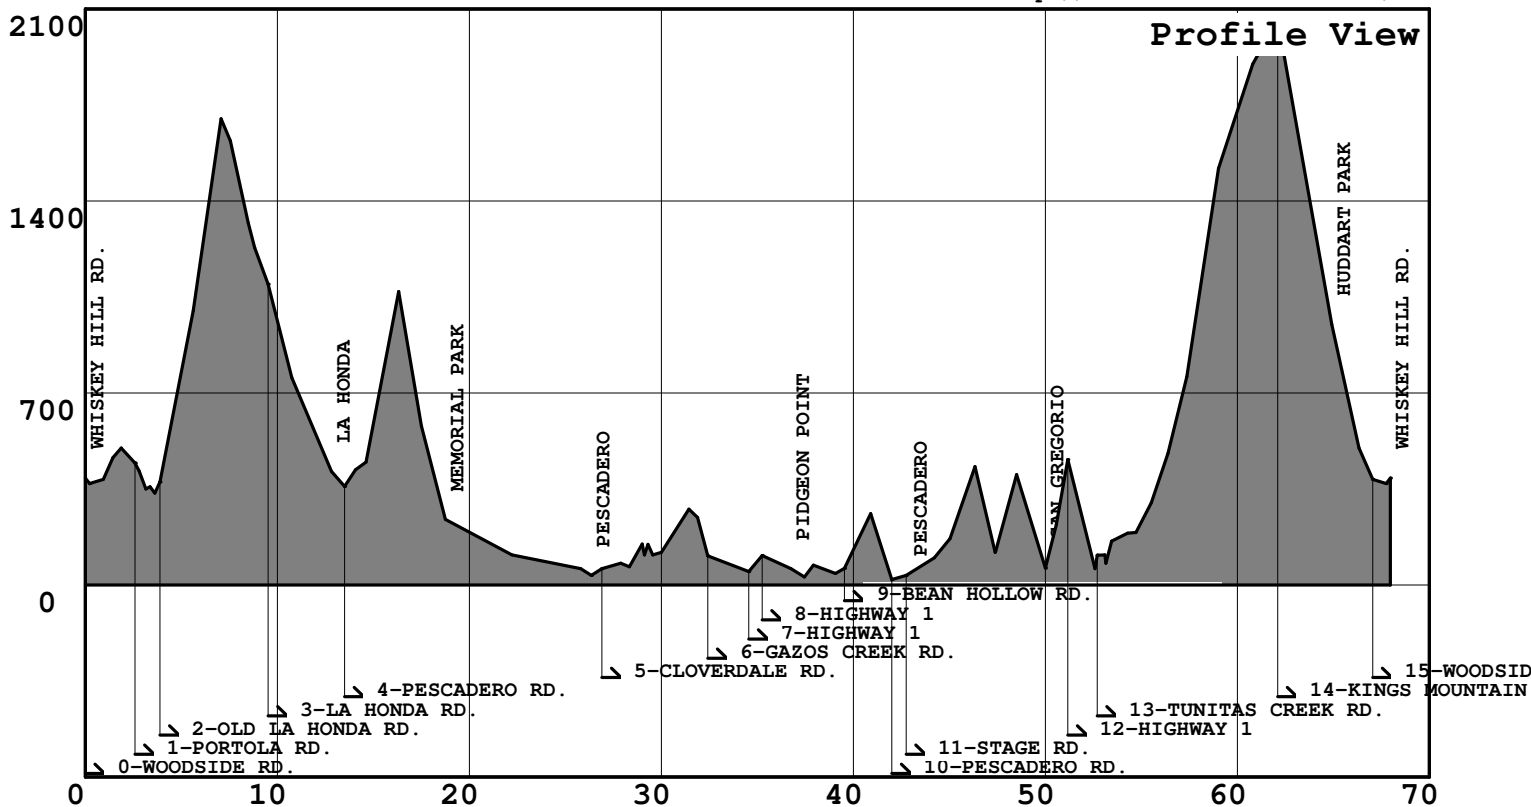 2100
Profile View
1400
700
0
WHISKEY HILL RD.
LA HONDA
MEMORIAL PARK
PESCADERO
PIDGEON POINT
PESCADERO
GREGORIO
HUDDART PARK
WHISKEY HILL RD.
9-BEAN HOLLOW RD.
8-HIGHWAY 1
7-HIGHWAY 1
6-GAZOS CREEK RD.
5-CLOVERDALE RD.
15-WOODSID
4-PESCADERO RD.
14-KINGS MOUNTAIN
3-LA HONDA RD.
13-TUNITAS CREEK RD.
2-OLD LA HONDA RD.
12-HIGHWAY 1
1-PORTOLA RD.
11-STAGE RD.
0-WOODSIDE RD.
10-PESCADERO RD.
0 10 20 30 40 50 60 70